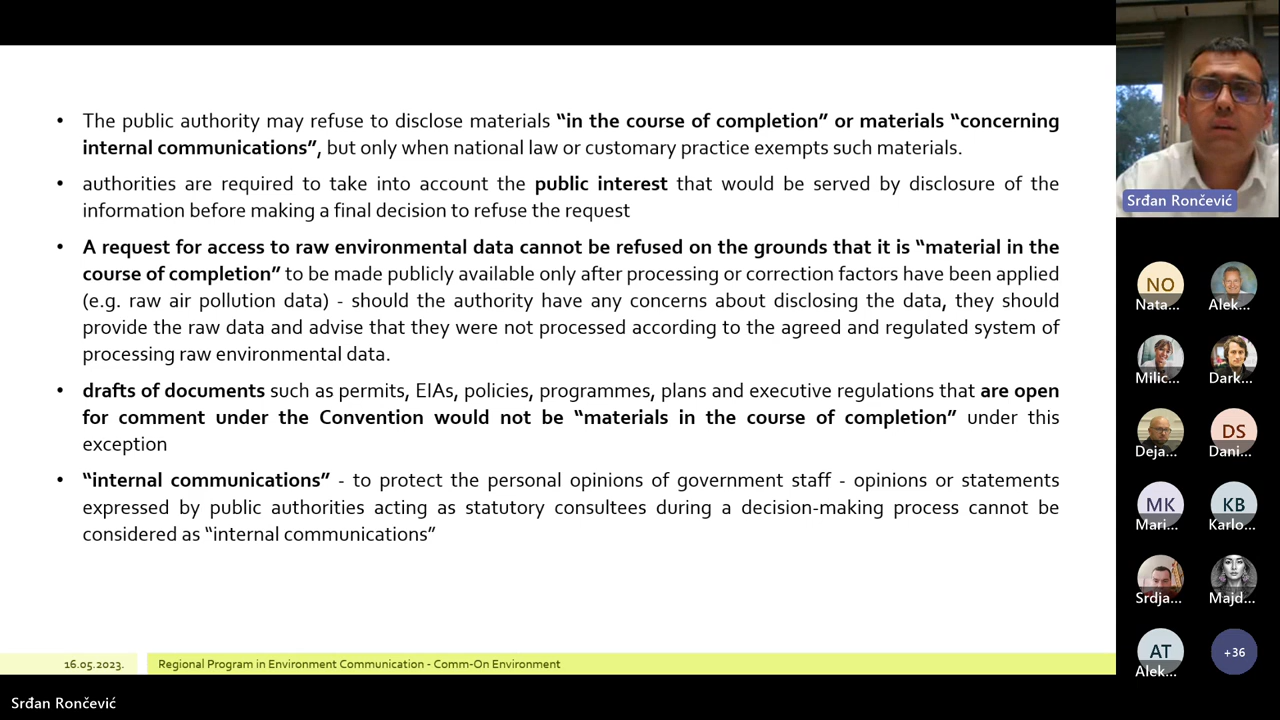 • The public authority may refuse to disclose materials “in the course of completion” or materials “concerning
internal communications”, but only when national law or customary practice exempts such materials.
• authorities are required to take into account the public interest that would be served by disclosure of the
information before making a final decision to refuse the request
• A request for access to raw environmental data cannot be refused on the grounds that it is “material in the
course of completion” to be made publicly available only after processing or correction factors have been applied
(e.g. raw air pollution data) - should the authority have any concerns about disclosing the data, they should
provide the raw data and advise that they were not processed according to the agreed and regulated system of
processing raw environmental data.
• drafts of documents such as permits, EIAs, policies, programmes, plans and executive regulations that are open
for comment under the Convention would not be “materials in the course of completion” under this
exception
• “internal communications” - to protect the personal opinions of government staff - opinions or statements
expressed by public authorities acting as statutory consultees during a decision-making process cannot be
considered as “internal communications”
16.05.2023.
Regional Program in Environment Communication - Comm-On Environment
Srđan Rončević
Srđan Rončević
NO
Nata...
Alek...
Milic...
Dark...
Deja...
DS
Dani...
MK
Mari...
KB
Karlo...
Srdja...
Majd...
AT
Alek...
+36